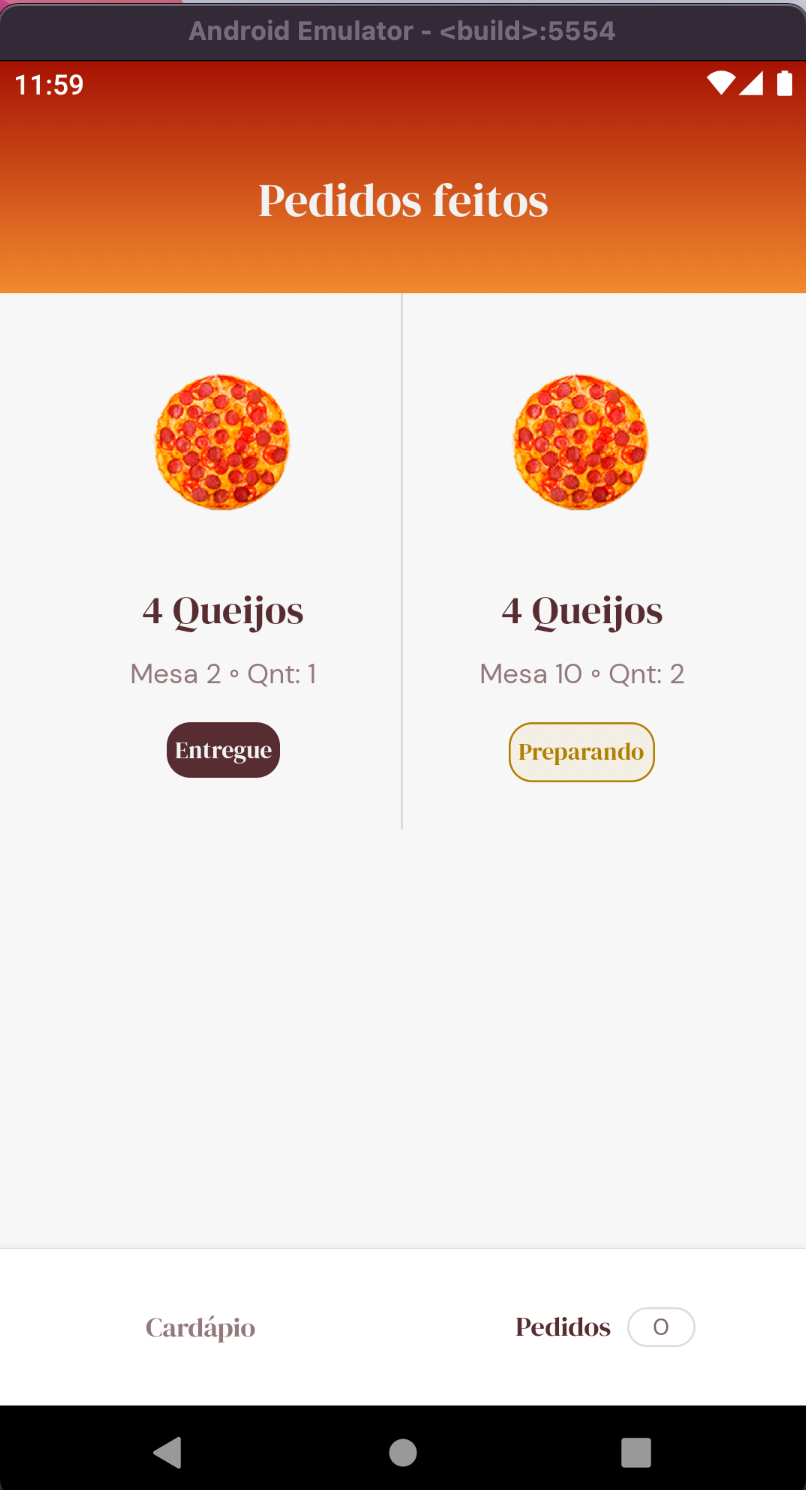 Android Emulator - <build>:5554
11:59
Pedidos feitos
4 Queijos
Mesa 2 ∘ Qnt: 1
Entregue
4 Queijos
Mesa 10 ∘ Qnt: 2
Preparando
Cardápio
Pedidos 0